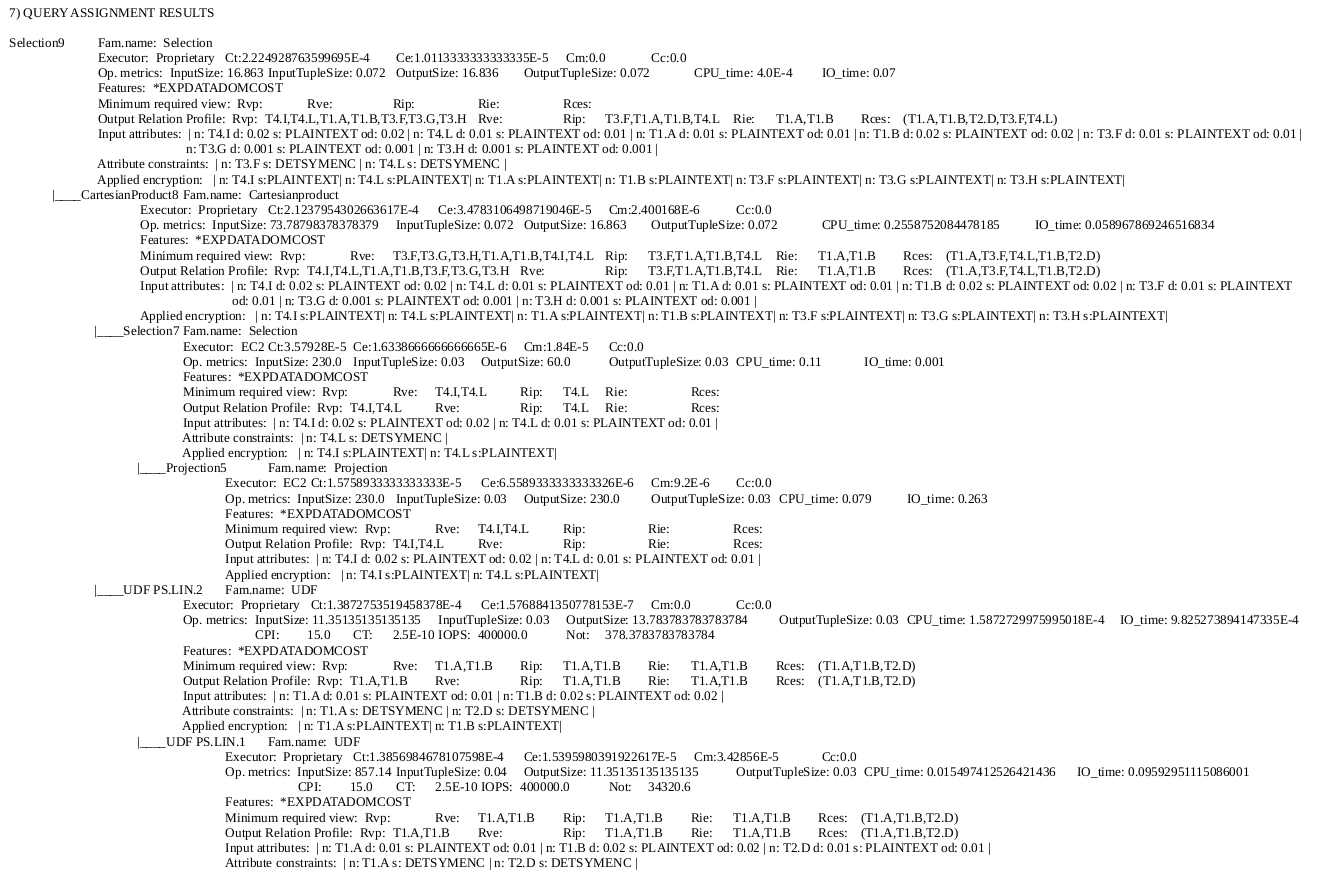 7) QUERY ASSIGNMENT RESULTS
Selection9 Fam.name: Selection
Executor: Proprietary Ct:2.224928763599695E-4 Ce:1.0113333333333335E-5 Cm:0.0 Cc:0.0
Op. metrics: InputSize: 16.863 InputTupleSize: 0.072 OutputSize: 16.836 OutputTupleSize: 0.072 CPU_time: 4.0E-4 IO_time: 0.07
Features: *EXPDATADOMCOST
Minimum required view: Rvp: Rve: Rip: Rie: Rces:
Output Relation Profile: Rvp: T4.I,T4.L,T1.A,T1.B,T3.F,T3.G,T3.H Rve: Rip: T3.F,T1.A,T1.B,T4.L Rie: T1.A,T1.B Rces: (T1.A,T1.B,T2.D,T3.F,T4.L)
Input attributes: | n: T4.I d: 0.02 s: PLAINTEXT od: 0.02 | n: T4.L d: 0.01 s: PLAINTEXT od: 0.01 | n: T1.A d: 0.01 s: PLAINTEXT od: 0.01 | n: T1.B d: 0.02 s: PLAINTEXT od: 0.02 | n: T3.F d: 0.01 s: PLAINTEXT od: 0.01 |
n: T3.G d: 0.001 s: PLAINTEXT od: 0.001 | n: T3.H d: 0.001 s: PLAINTEXT od: 0.001 |
Attribute constraints: | n: T3.F s: DETSYMENC | n: T4.L s: DETSYMENC |
Applied encryption: | n: T4.I s:PLAINTEXT| n: T4.L s:PLAINTEXT| n: T1.A s:PLAINTEXT| n: T1.B s:PLAINTEXT| n: T3.F s:PLAINTEXT| n: T3.G s:PLAINTEXT| n: T3.H s:PLAINTEXT|
|____CartesianProduct8 Fam.name: Cartesianproduct
Executor: Proprietary Ct:2.1237954302663617E-4 Ce:3.4783106498719046E-5 Cm:2.400168E-6 Cc:0.0
Op. metrics: InputSize: 73.78798378378379 InputTupleSize: 0.072 OutputSize: 16.863 OutputTupleSize: 0.072 CPU_time: 0.2558752084478185 IO_time: 0.058967869246516834
Features: *EXPDATADOMCOST
Minimum required view: Rvp: Rve: T3.F,T3.G,T3.H,T1.A,T1.B,T4.I,T4.L Rip: T3.F,T1.A,T1.B,T4.L Rie: T1.A,T1.B Rces: (T1.A,T3.F,T4.L,T1.B,T2.D)
Output Relation Profile: Rvp: T4.I,T4.L,T1.A,T1.B,T3.F,T3.G,T3.H Rve: Rip: T3.F,T1.A,T1.B,T4.L Rie: T1.A,T1.B Rces: (T1.A,T3.F,T4.L,T1.B,T2.D)
Input attributes: | n: T4.I d: 0.02 s: PLAINTEXT od: 0.02 | n: T4.L d: 0.01 s: PLAINTEXT od: 0.01 | n: T1.A d: 0.01 s: PLAINTEXT od: 0.01 | n: T1.B d: 0.02 s: PLAINTEXT od: 0.02 | n: T3.F d: 0.01 s: PLAINTEXT
od: 0.01 | n: T3.G d: 0.001 s: PLAINTEXT od: 0.001 | n: T3.H d: 0.001 s: PLAINTEXT od: 0.001 |
Applied encryption: | n: T4.I s:PLAINTEXT| n: T4.L s:PLAINTEXT| n: T1.A s:PLAINTEXT| n: T1.B s:PLAINTEXT| n: T3.F s:PLAINTEXT| n: T3.G s:PLAINTEXT| n: T3.H s:PLAINTEXT|
|____Selection7 Fam.name: Selection
Executor: EC2 Ct:3.57928E-5 Ce:1.6338666666666665E-6 Cm:1.84E-5 Cc:0.0
Op. metrics: InputSize: 230.0 InputTupleSize: 0.03 OutputSize: 60.0 OutputTupleSize: 0.03 CPU_time: 0.11 IO_time: 0.001
Features: *EXPDATADOMCOST
Minimum required view: Rvp: Rve: T4.I,T4.L Rip: T4.L Rie: Rces:
Output Relation Profile: Rvp: T4.I,T4.L Rve: Rip: T4.L Rie: Rces:
Input attributes: | n: T4.I d: 0.02 s: PLAINTEXT od: 0.02 | n: T4.L d: 0.01 s: PLAINTEXT od: 0.01 |
Attribute constraints: | n: T4.L s: DETSYMENC |
Applied encryption: | n: T4.I s:PLAINTEXT| n: T4.L s:PLAINTEXT|
|____Projection5 Fam.name: Projection
Executor: EC2 Ct:1.5758933333333333E-5 Ce:6.5589333333333326E-6 Cm:9.2E-6 Cc:0.0
Op. metrics: InputSize: 230.0 InputTupleSize: 0.03 OutputSize: 230.0 OutputTupleSize: 0.03 CPU_time: 0.079 IO_time: 0.263
Features: *EXPDATADOMCOST
Minimum required view: Rvp: Rve: T4.I,T4.L Rip: Rie: Rces:
Output Relation Profile: Rvp: T4.I,T4.L Rve: Rip: Rie: Rces:
Input attributes: | n: T4.I d: 0.02 s: PLAINTEXT od: 0.02 | n: T4.L d: 0.01 s: PLAINTEXT od: 0.01 |
Applied encryption: | n: T4.I s:PLAINTEXT| n: T4.L s:PLAINTEXT|
|____UDF PS.LIN.2 Fam.name: UDF
Executor: Proprietary Ct:1.3872753519458378E-4 Ce:1.5768841350778153E-7 Cm:0.0 Cc:0.0
Op. metrics: InputSize: 11.35135135135135 InputTupleSize: 0.03 OutputSize: 13.783783783783784 OutputTupleSize: 0.03 CPU_time: 1.5872729975995018E-4 IO_time: 9.825273894147335E-4
CPI: 15.0 CT: 2.5E-10 IOPS: 400000.0 Not: 378.3783783783784
Features: *EXPDATADOMCOST
Minimum required view: Rvp: Rve: T1.A,T1.B Rip: T1.A,T1.B Rie: T1.A,T1.B Rces: (T1.A,T1.B,T2.D)
Output Relation Profile: Rvp: T1.A,T1.B Rve: Rip: T1.A,T1.B Rie: T1.A,T1.B Rces: (T1.A,T1.B,T2.D)
Input attributes: | n: T1.A d: 0.01 s: PLAINTEXT od: 0.01 | n: T1.B d: 0.02 s: PLAINTEXT od: 0.02 |
Attribute constraints: | n: T1.A s: DETSYMENC | n: T2.D s: DETSYMENC |
Applied encryption: | n: T1.A s:PLAINTEXT| n: T1.B s:PLAINTEXT|
|____UDF PS.LIN.1 Fam.name: UDF
Executor: Proprietary Ct:1.3856984678107598E-4 Ce:1.5395980391922617E-5 Cm:3.42856E-5 Cc:0.0
Op. metrics: InputSize: 857.14 InputTupleSize: 0.04 OutputSize: 11.35135135135135 OutputTupleSize: 0.03 CPU_time: 0.015497412526421436 IO_time: 0.09592951115086001
CPI: 15.0 CT: 2.5E-10 IOPS: 400000.0 Not: 34320.6
Features: *EXPDATADOMCOST
Minimum required view: Rvp: Rve: T1.A,T1.B Rip: T1.A,T1.B Rie: T1.A,T1.B Rces: (T1.A,T1.B,T2.D)
Output Relation Profile: Rvp: T1.A,T1.B Rve: Rip: T1.A,T1.B Rie: T1.A,T1.B Rces: (T1.A,T1.B,T2.D)
Input attributes: | n: T1.A d: 0.01 s: PLAINTEXT od: 0.01 | n: T1.B d: 0.02 s: PLAINTEXT od: 0.02 | n: T2.D d: 0.01 s: PLAINTEXT od: 0.01 |
Attribute constraints: | n: T1.A s: DETSYMENC | n: T2.D s: DETSYMENC |